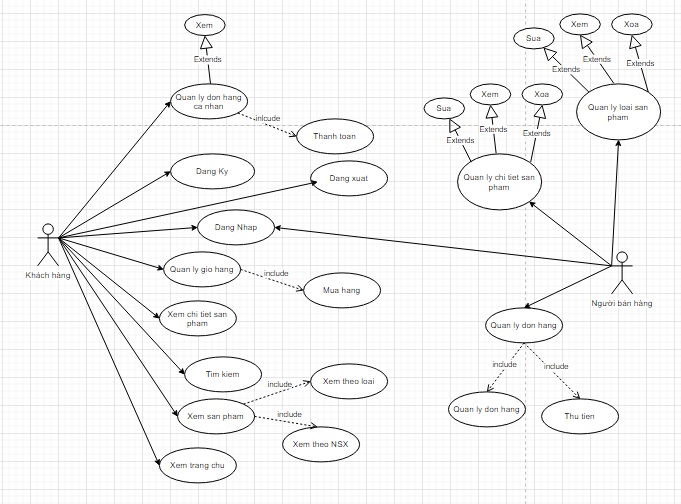 Xem
Extends
Quan ly don hang
ca nhan
inlcude
Thanh toan
Dang Ky
Dang xuat
Dang Nhap
Khách hàng
Quan ly gio hang
include
Mua hang
Xem chi tiet san
pham
Tim kiem
Xem san pham
include
Xem theo loai
include
Xem theo NSX
Xem trang chu
Sua
Xem
Xoa
Extends
Extends
Extends
Quan ly loai san
pham
Sua
Xem
Xoa
Extends
Extends
Extends
Quan ly chi tiet san
pham
Người bán hàng
Quan ly don hang
include
include
Quan ly don hang
Thu tien